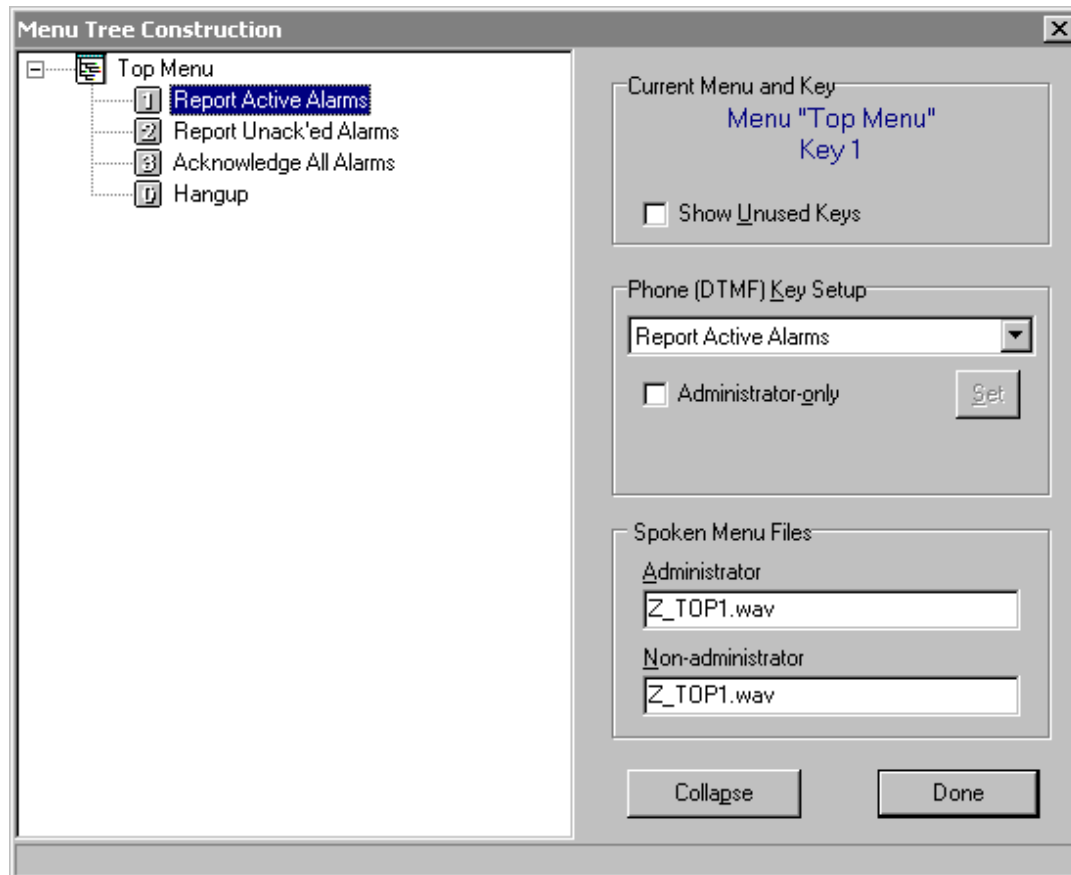 Menu Tree Construction
Top Menu
1 Report Active Alarms
2 Report Unack'ed Alarms
3 Acknowledge All Alarms
0 Hangup
Current Menu and Key
Menu "Top Menu"
Key 1
Show Unused Keys
Phone (DTMF) Key Setup
Report Active Alarms
Administrator-only
Set
Spoken Menu Files
Administrator
Z_TOP1.wav
Non-administrator
Z_TOP1.wav
Collapse
Done